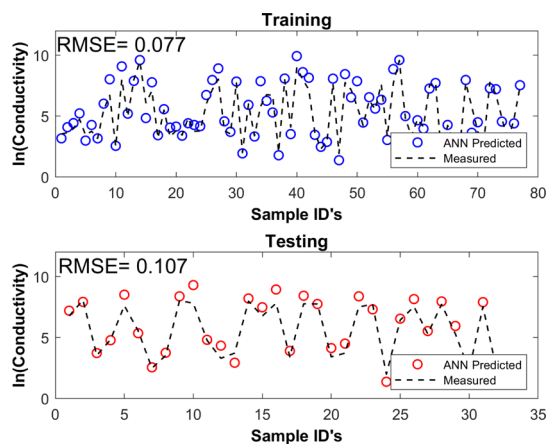 Training
RMSE= 0.077
10
5
0
ln(Conductivity)
ANN Predicted
Measured
0 10 20 30 40 50 60 70 80
Sample ID's
Testing
RMSE= 0.107
10
5
0
ln(Conductivity)
ANN Predicted
Measured
0 5 10 15 20 25 30 35
Sample ID's